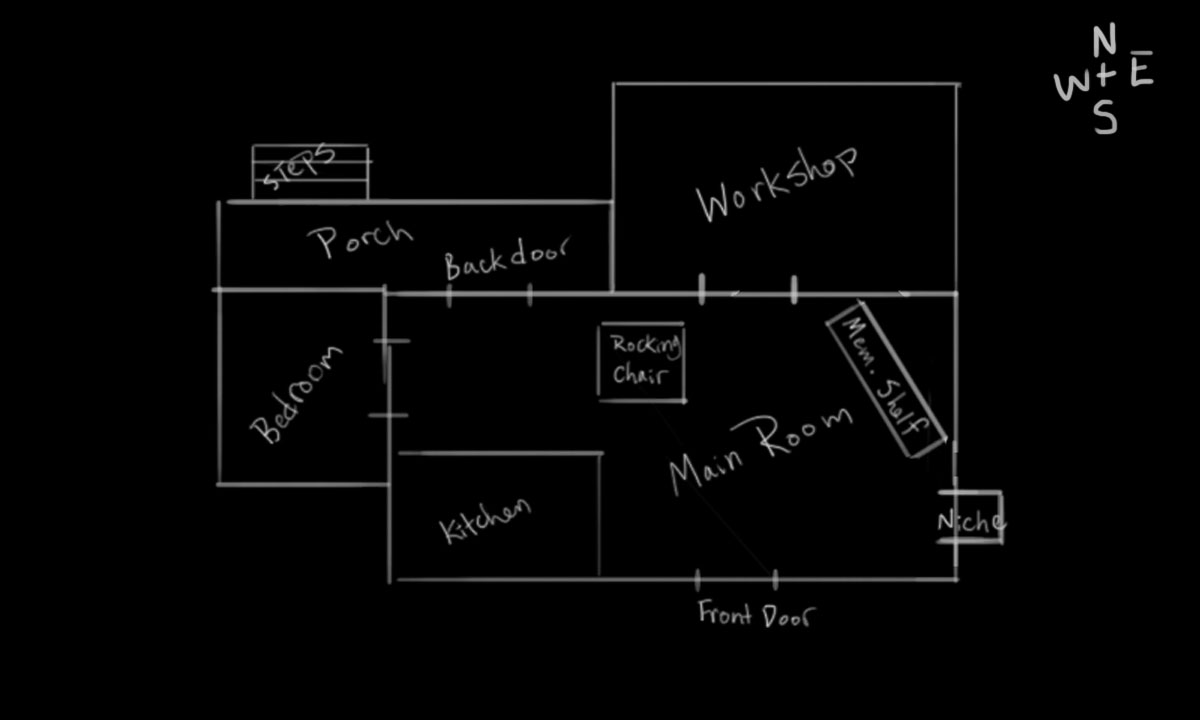 N
W + E
S
STEPS
Workshop
Porch
Backdoor
Rocking
Chair
Mem. Shelf
Bedroom
Main Room
Kitchen
Niche
Front Door